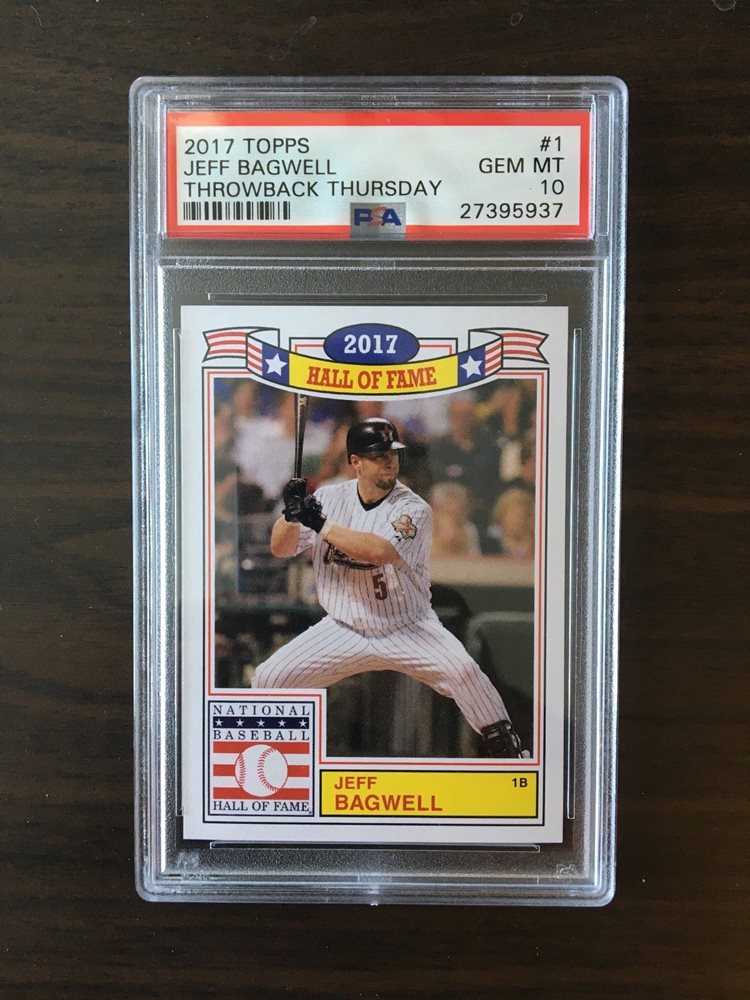 2017 TOPPS #1
JEFF BAGWELL GEM MT
THROWBACK THURSDAY 10
PSA 27395937
2017
HALL OF FAME
5
NATIONAL
BASEBALL
HALL OF FAME
JEFF 1B
BAGWELL